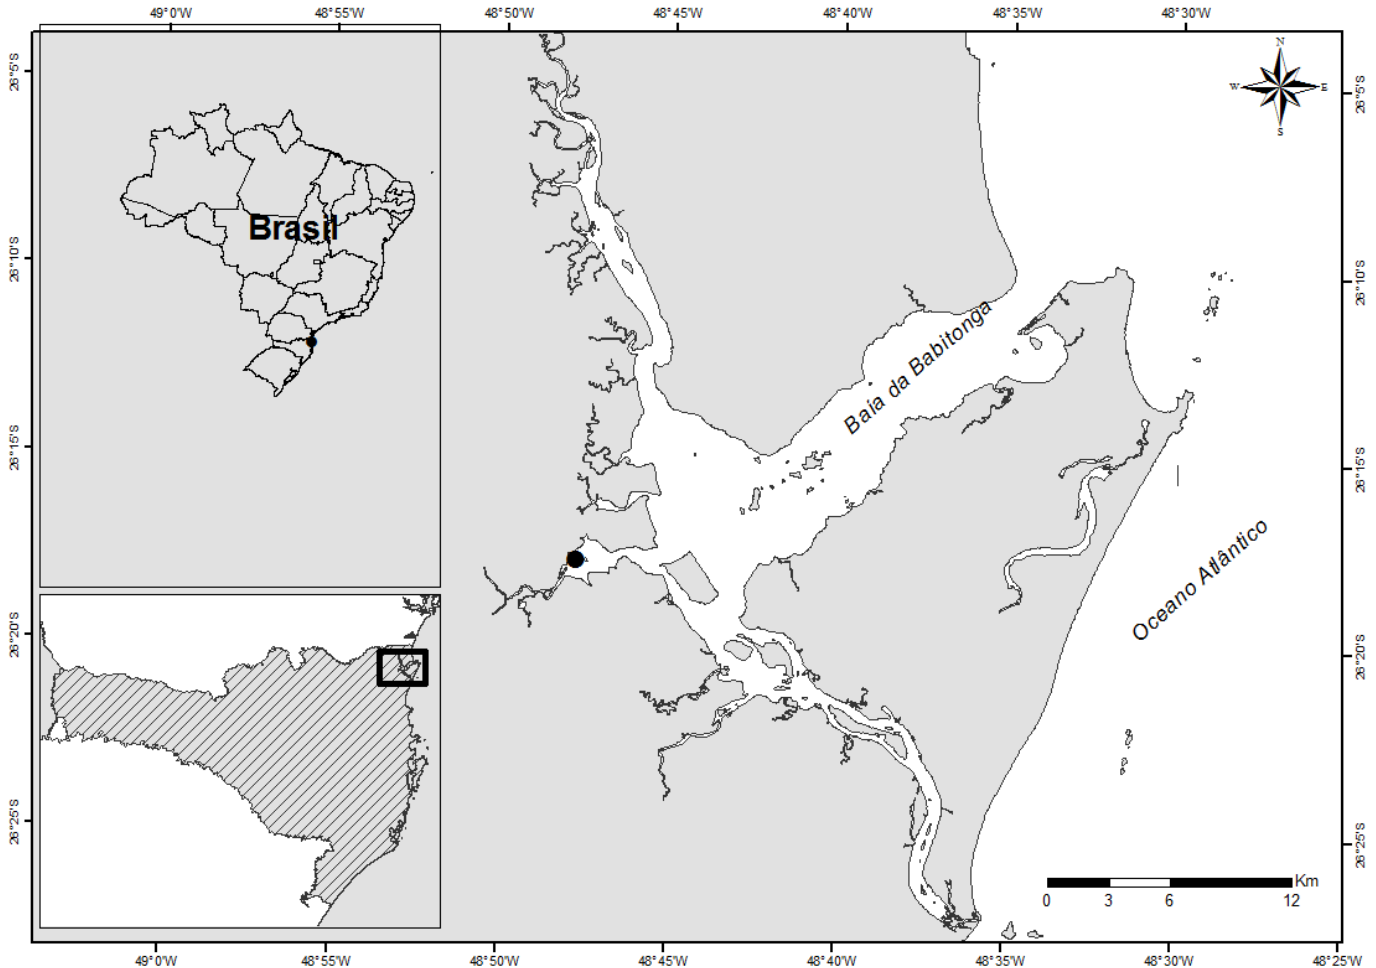 49°0'W 48°55'W 48°50'W 48°45'W 48°40'W 48°35'W 48°30'W
26°5'S
26°5'S
N
W
E
S
Brasil
26°10'S
26°10'S
Baia da Babitonga
26°15'S
26°15'S
Oceano Atlântico
26°20'S
26°20'S
26°25'S
26°25'S
Km
0 3 6 12
49°0'W 48°55'W 48°50'W 48°45'W 48°40'W 48°35'W 48°30'W 48°25'W